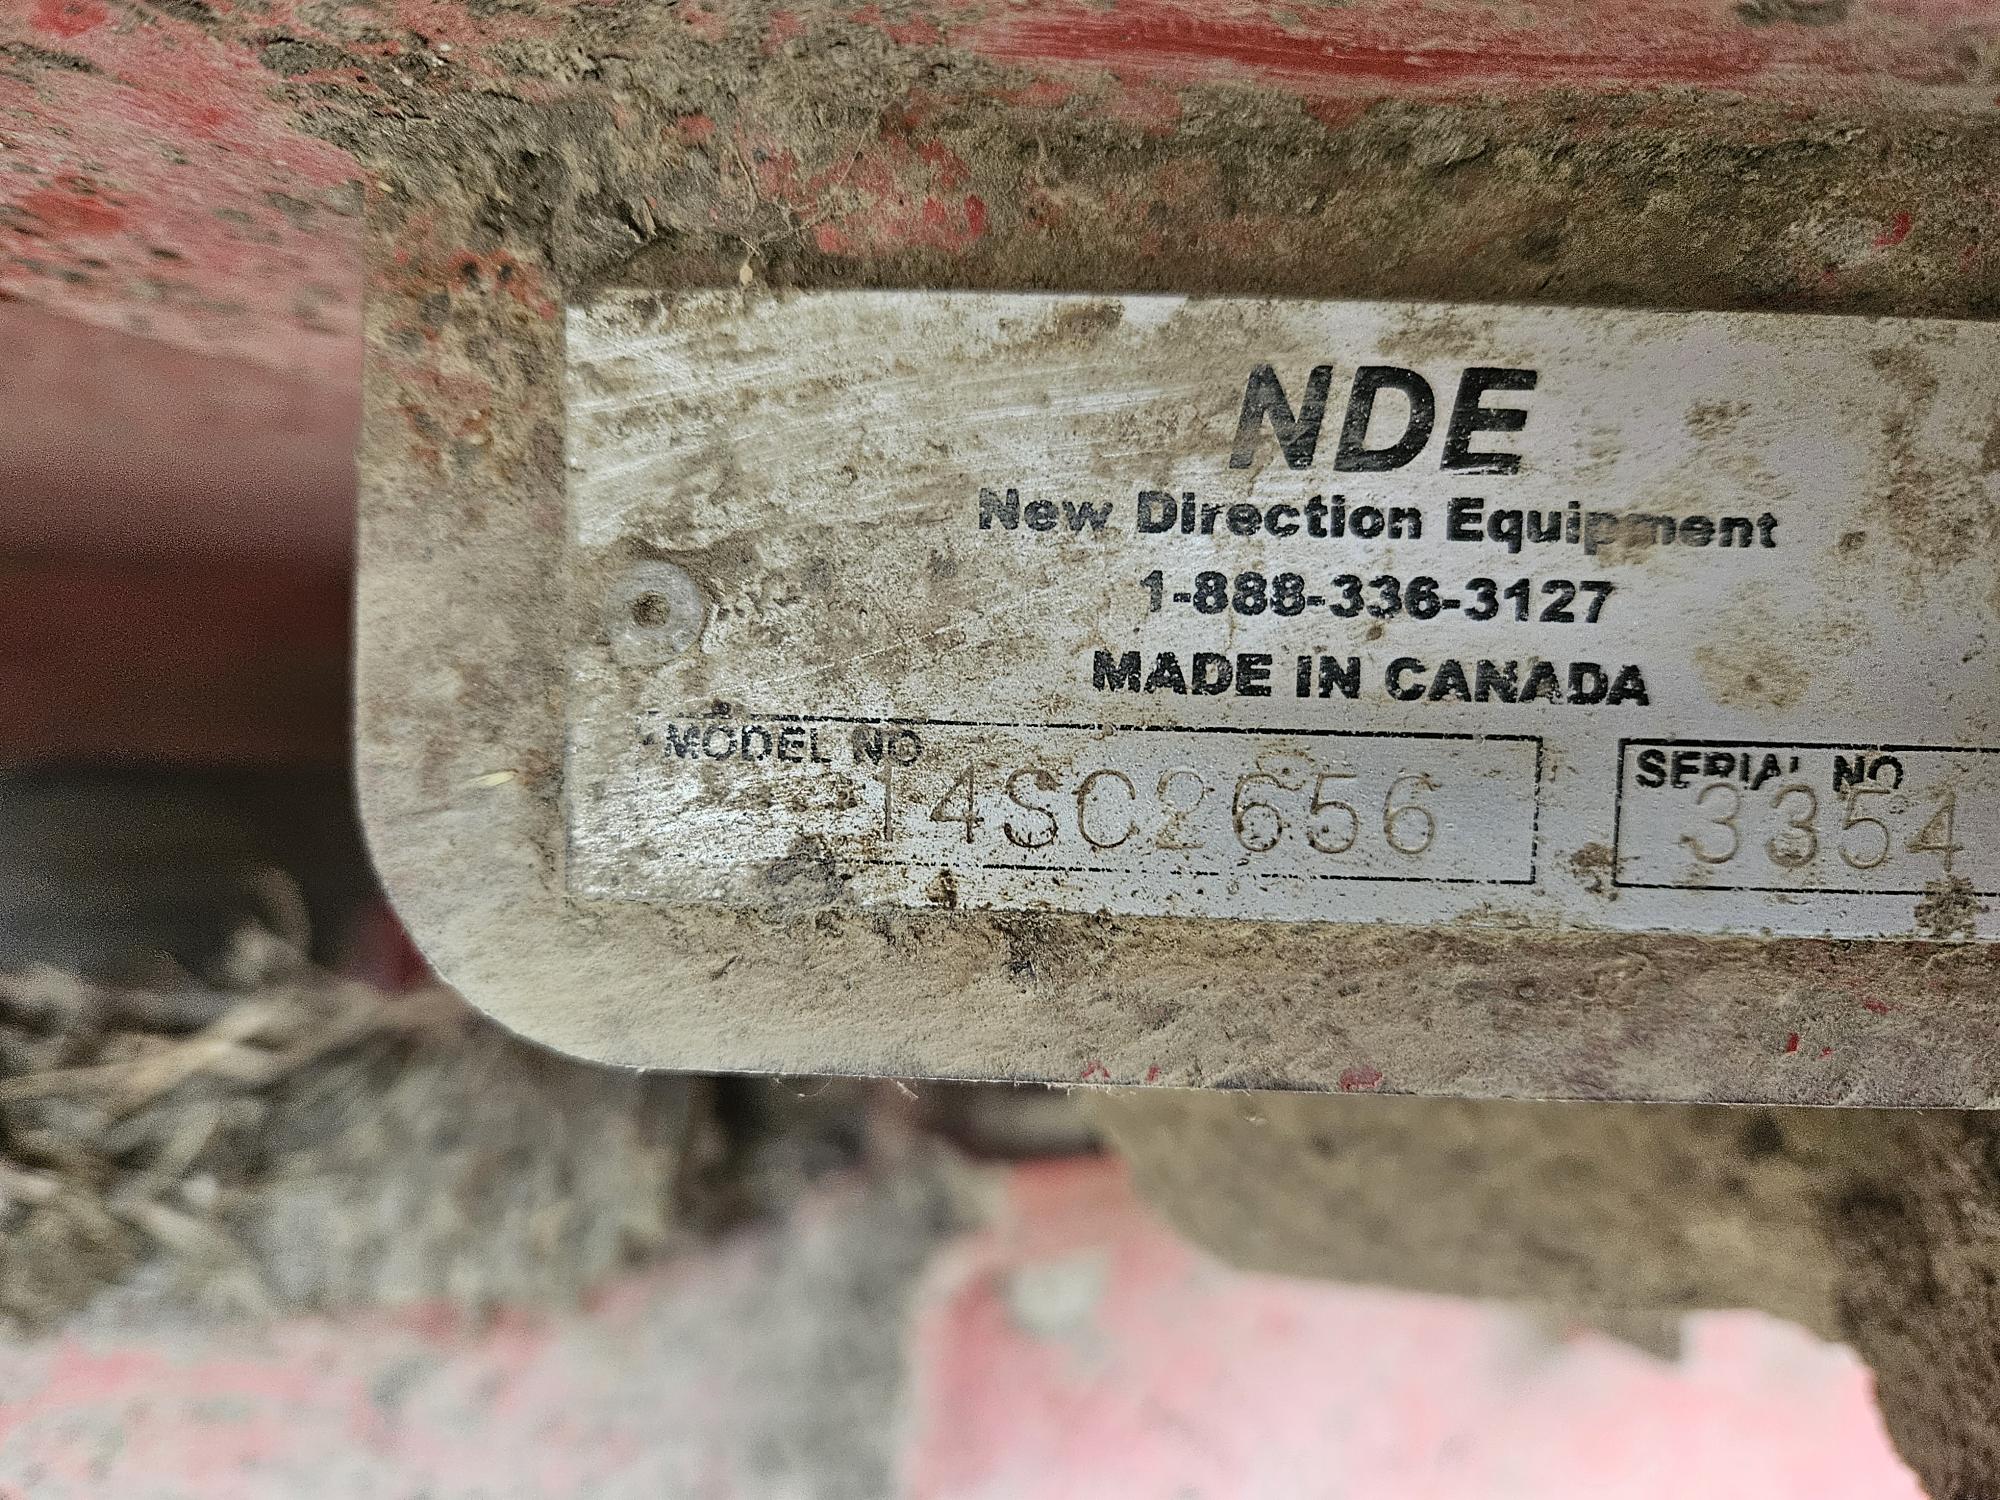 NDE
New Direction Equipment
1-888-336-3127
MADE IN CANADA
MODEL NO
14SC2656
SERIAL NO
3354